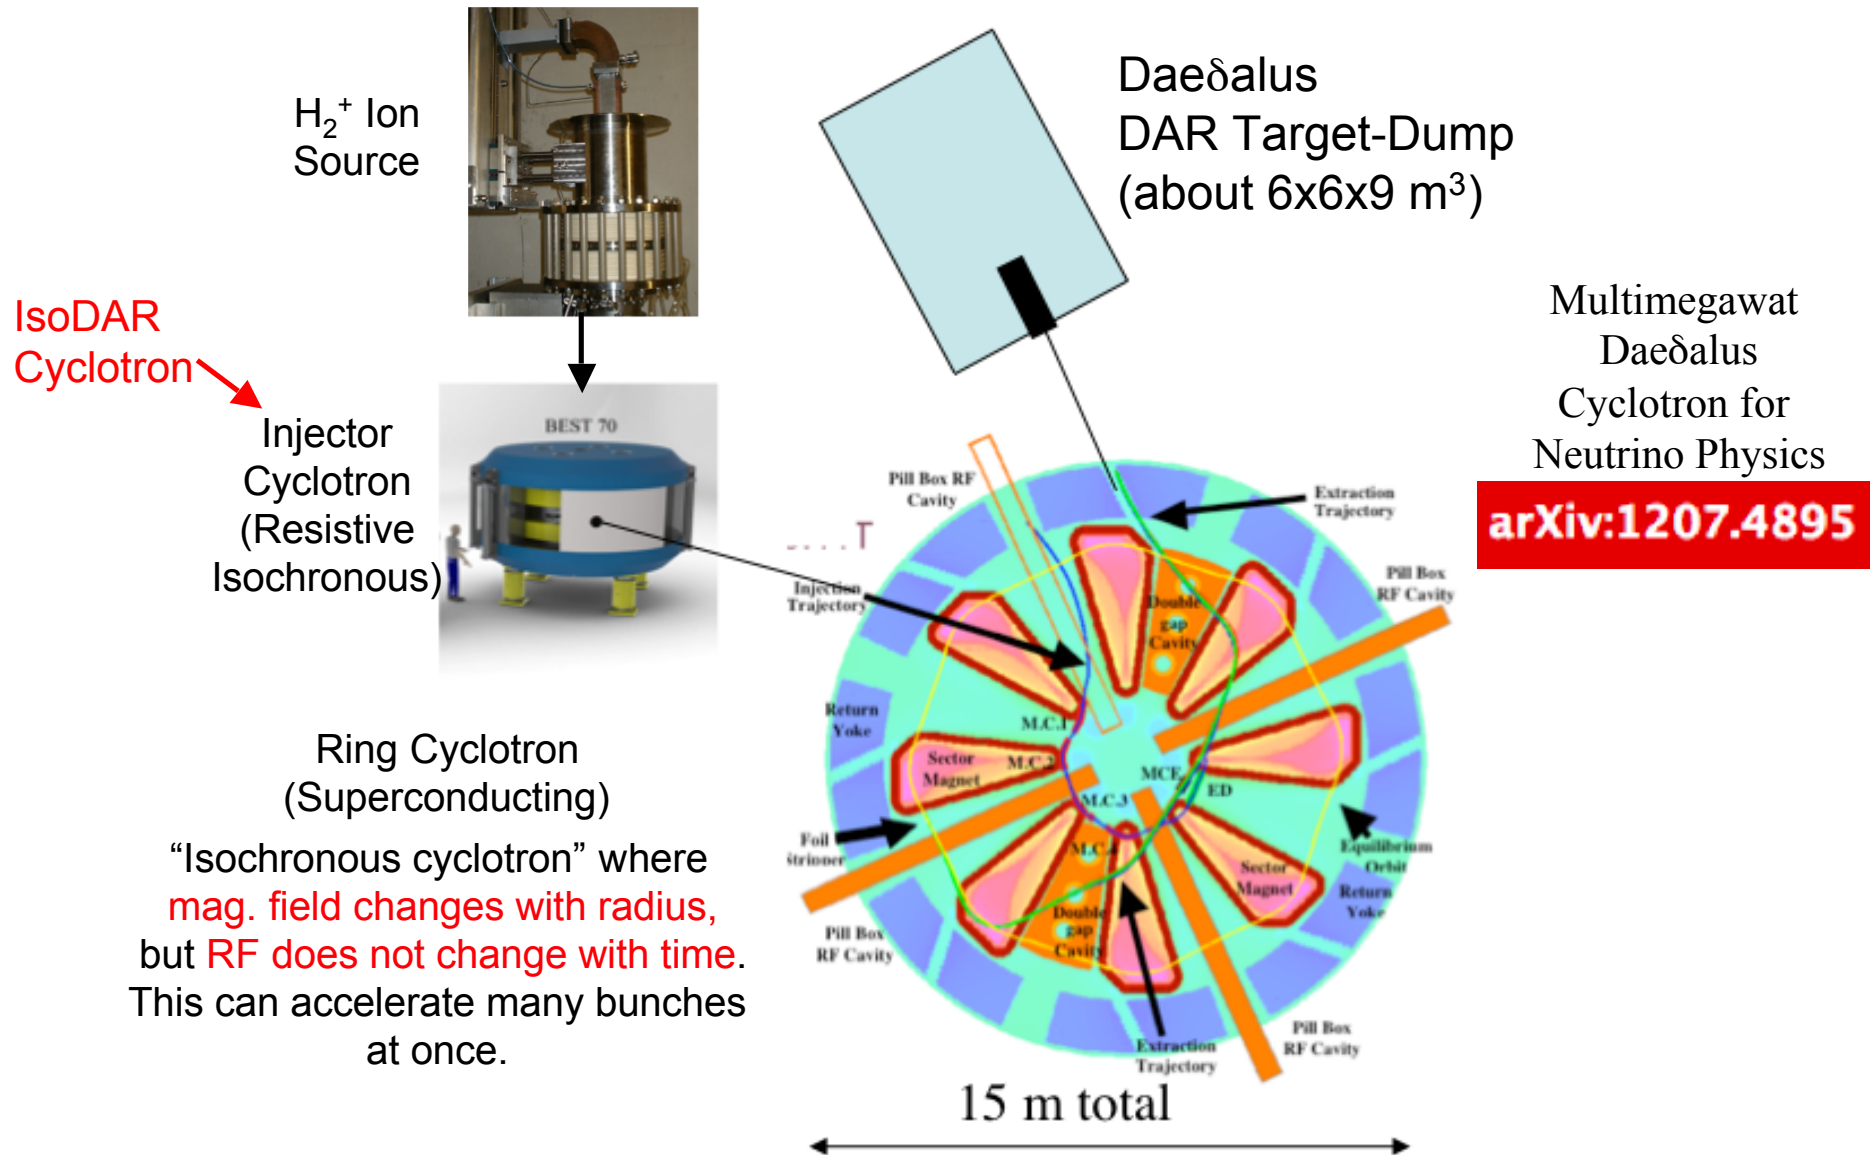 H₂⁺ Ion
Source
Daeδalus
DAR Target-Dump
(about 6x6x9 m³)
IsoDAR
Cyclotron
Injector
Cyclotron
(Resistive
Isochronous)
BEST 70
Multimegawat
Daeδalus
Cyclotron for
Neutrino Physics
arXiv:1207.4895
Ring Cyclotron
(Superconducting)
“Isochronous cyclotron” where
mag. field changes with radius,
but RF does not change with time.
This can accelerate many bunches
at once.
Pill Box RF
Cavity
Extraction
Trajectory
T
Pill Box
RF Cavity
Injection
Trajectory
Double
gap
Cavity
Return
Yoke
M.C.1
Sector
Magnet
M.C.2
MCE
ED
M.C.3
Foil
Stripper
M.C.4
Equilibrium
Orbit
Sector
Magnet
Return
Yoke
Double
gap
Cavity
Pill Box
RF Cavity
Pill Box
RF Cavity
Extraction
Trajectory
15 m total